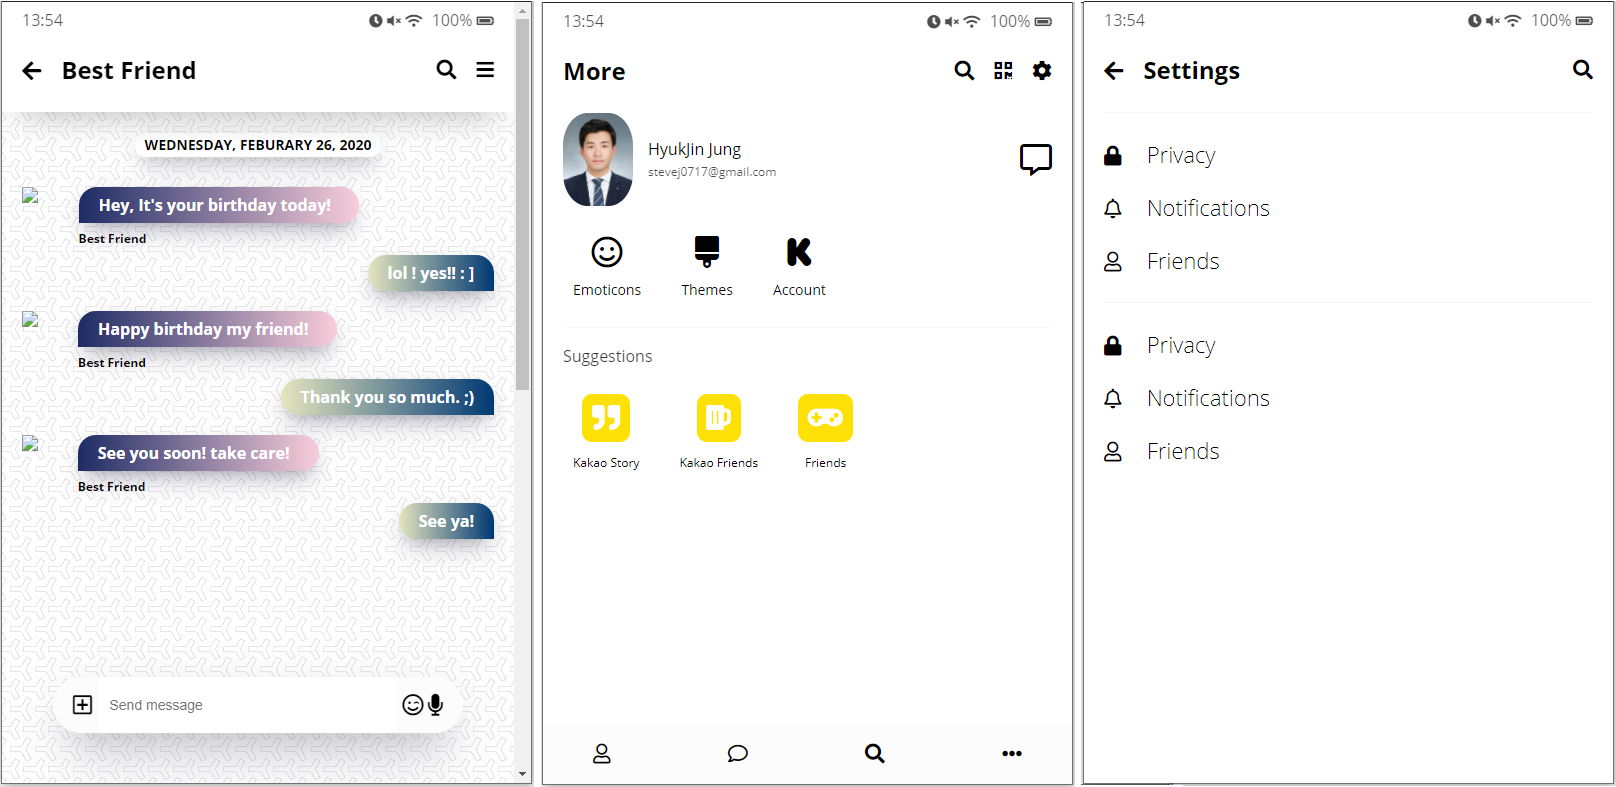 13:54
100%
Best Friend
WEDNESDAY, FEBURARY 26, 2020
Hey, It's your birthday today!
Best Friend
lol ! yes!! : ]
Happy birthday my friend!
Best Friend
Thank you so much. ;)
See you soon! take care!
Best Friend
See ya!
Send message
13:54
100%
More
HyukJin Jung
stevej0717@gmail.com
Emoticons
Themes
Account
Suggestions
Kakao Story
Kakao Friends
Friends
13:54
100%
Settings
Privacy
Notifications
Friends
Privacy
Notifications
Friends